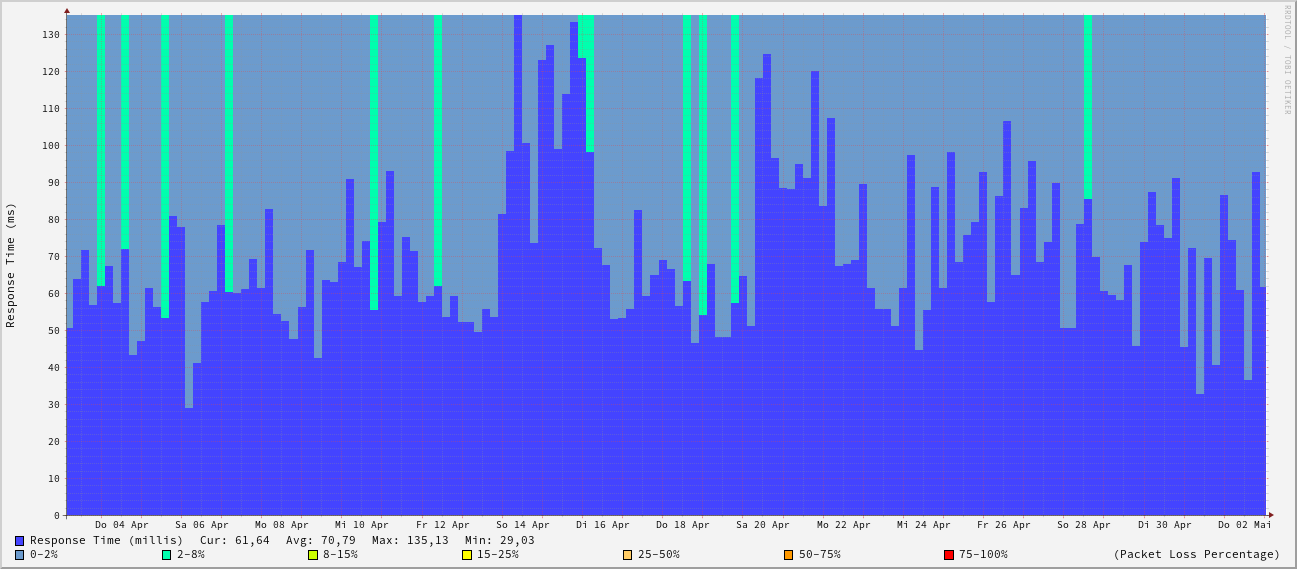 RRDTOOL / TOBI OETIKER
Response Time (ms)
130
120
110
100
90
80
70
60
50
40
30
20
10
0
Do 04 Apr Sa 06 Apr Mo 08 Apr Mi 10 Apr Fr 12 Apr So 14 Apr Di 16 Apr Do 18 Apr Sa 20 Apr Mo 22 Apr Mi 24 Apr Fr 26 Apr So 28 Apr Di 30 Apr Do 02 Mai
Response Time (millis) Cur: 61,64 Avg: 70,79 Max: 135,13 Min: 29,03
0-2% 2-8% 8-15% 15-25% 25-50% 50-75% 75-100% (Packet Loss Percentage)